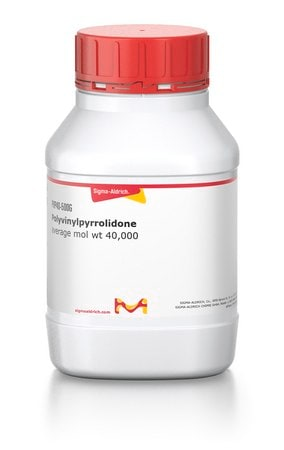 Sigma-Aldrich
PVP40-500G
Polyvinylpyrrolidone
average mol wt 40,000
sigmaaldrich.com
M